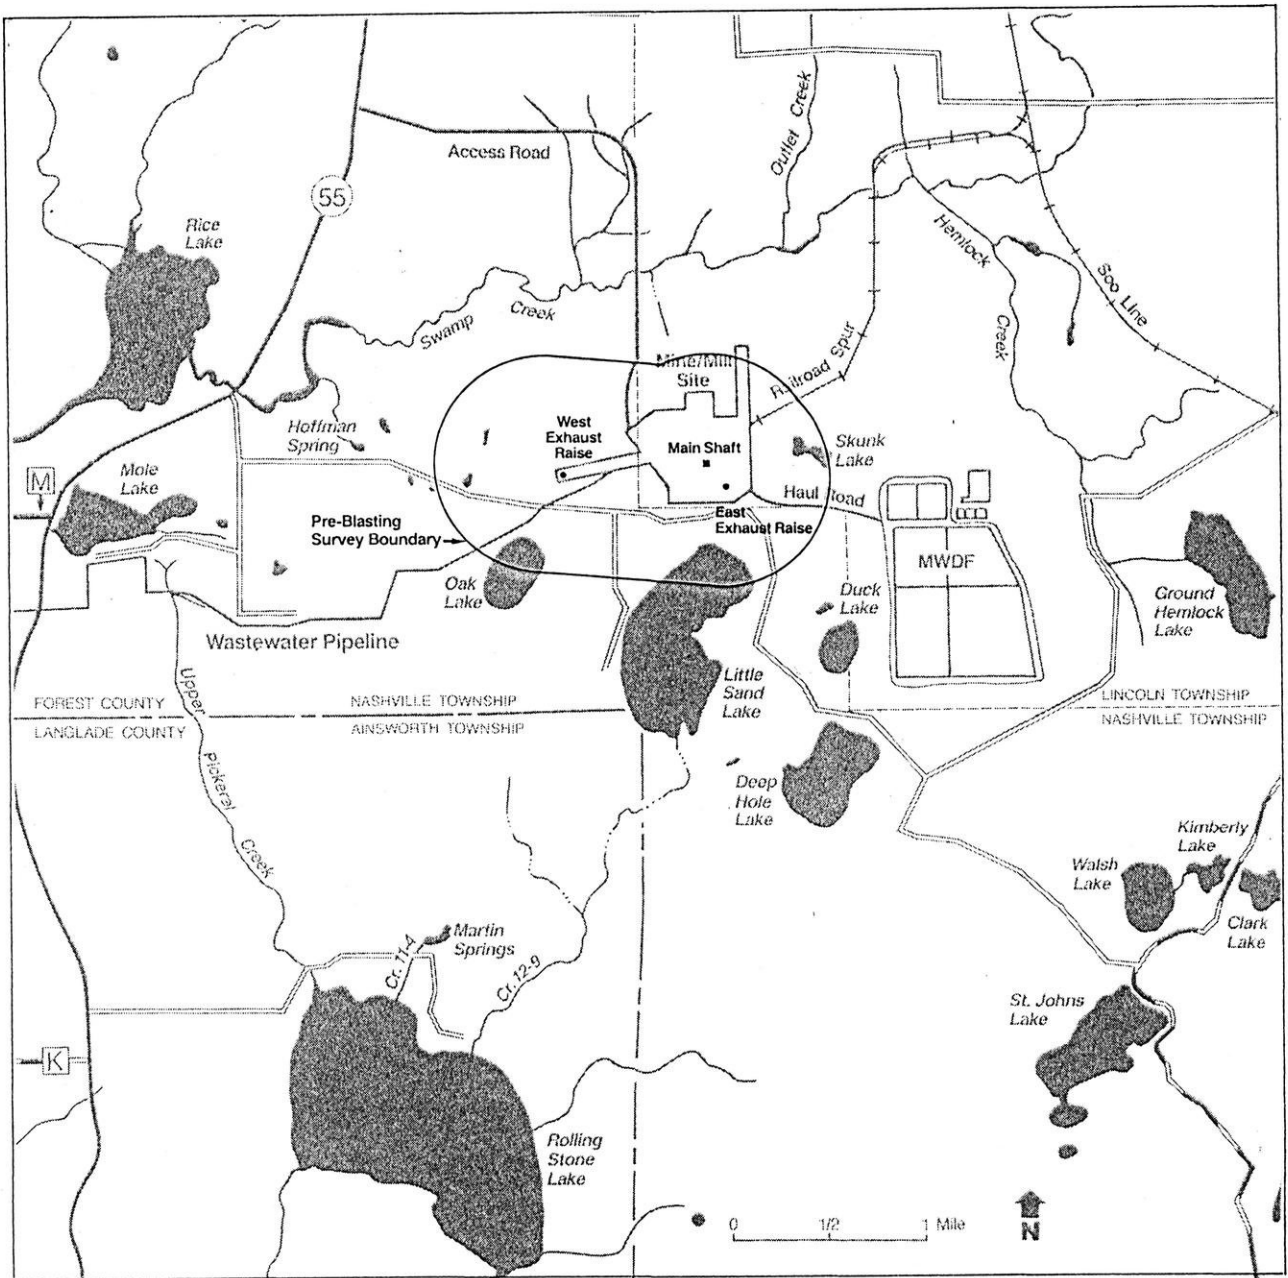 Outlet Creek
Access Road
55
Rice
Lake
Hemlock
Creek
Soo Line
Swamp Creek
Railroad Spur
Mine/Mill
Site
West
Exhaust
Raise
Main Shaft
Skunk
Lake
Hoffman
Spring
M
Mole
Lake
Haul Road
East
Exhaust Raise
Pre-Blasting
Survey Boundary
MWDF
Oak
Lake
Duck
Lake
Ground
Hemlock
Lake
Wastewater Pipeline
Little
Sand
Lake
FOREST COUNTY
NASHVILLE TOWNSHIP
LINCOLN TOWNSHIP
LANGLADE COUNTY
AINSWORTH TOWNSHIP
NASHVILLE TOWNSHIP
Upper Pickerel Creek
Deep
Hole
Lake
Kimberly
Lake
Walsh
Lake
Clark
Lake
Martin
Springs
Cr. 11-4
Cr. 12-9
St. Johns
Lake
K
Rolling
Stone
Lake
0 1/2 1 Mile
N